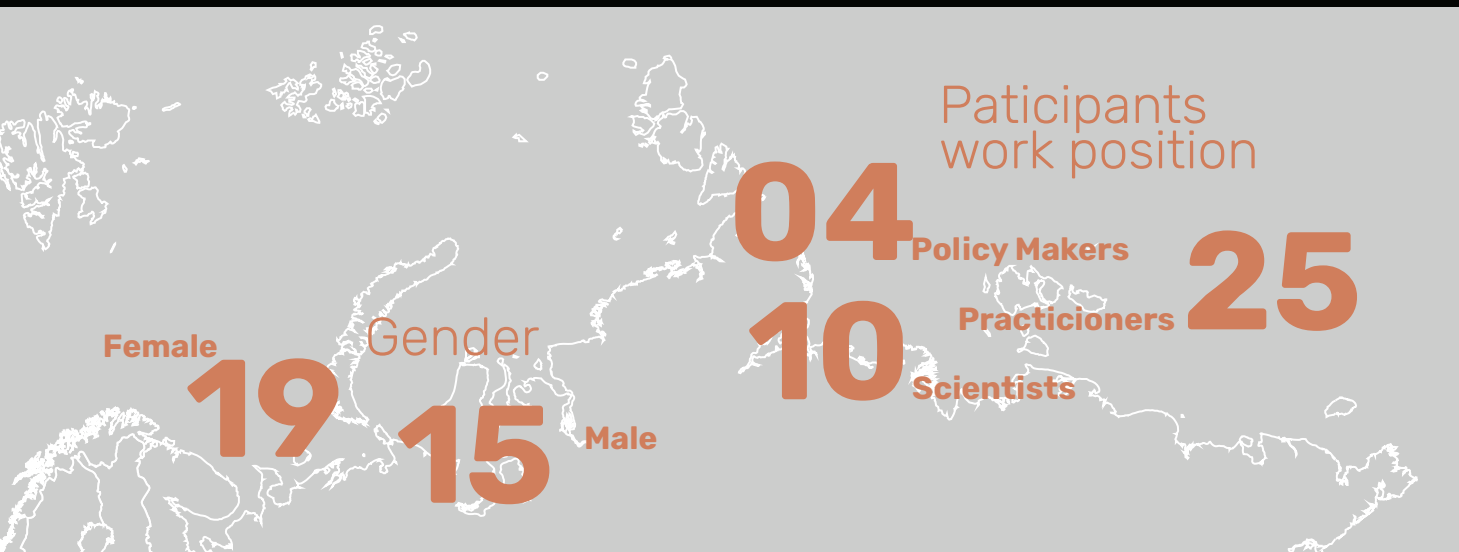 Paticipants
work position
04
Policy Makers
25
Practicioners
10
Scientists
Gender
Female
19
15
Male